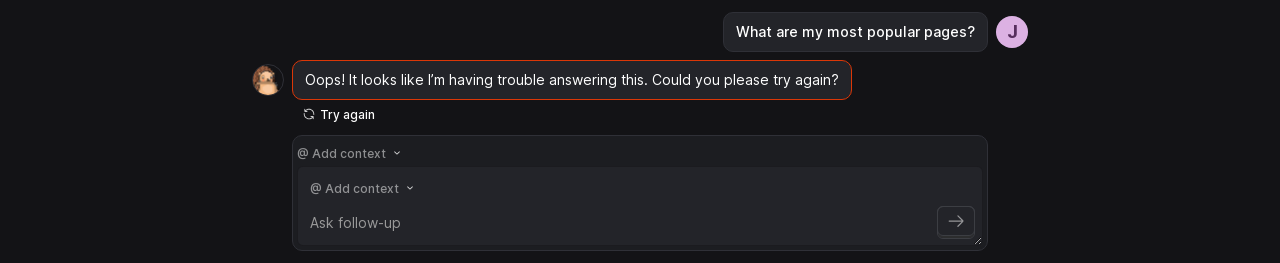 What are my most popular pages?
J
Oops! It looks like I’m having trouble answering this. Could you please try again?
Try again
@ Add context
@ Add context
Ask follow-up